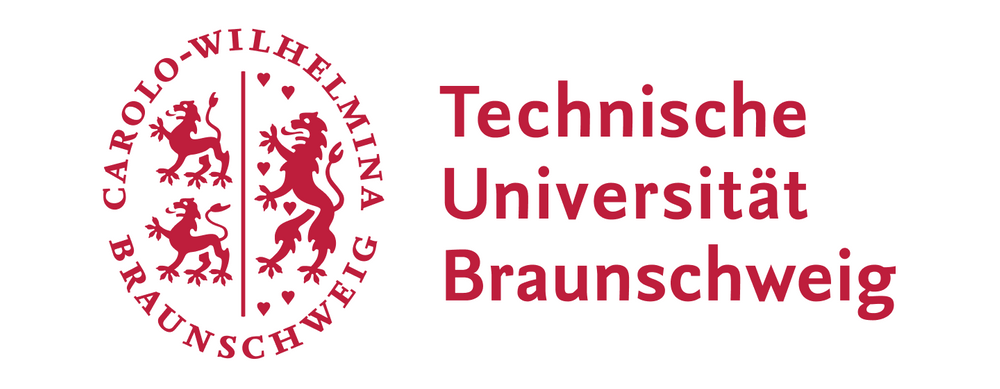 CAROLO-WILHELMINA
BRAUNSCHWEIG
Technische
Universität
Braunschweig